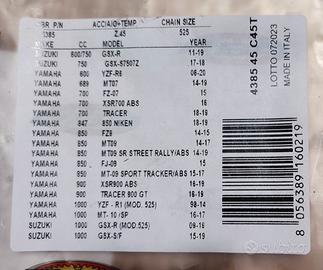 BR P/N ACCIAIO+TEMP CHAIN SIZE
4385 Z.45 525
MAKE CC MODEL YEAR
SUZUKI 600/750 GSX-R 11-19
SUZUKI 750 GSX-S750Z 17-18
YAMAHA 600 YZF-R6 06-20
YAMAHA 689 MT07 14-19
YAMAHA 700 FZ-07 15
YAMAHA 700 XSR700 ABS 16
YAMAHA 700 TRACER 18-19
YAMAHA 847 850 NIKEN 18-19
YAMAHA 850 FZ8 14-15
YAMAHA 850 MT09 14-17
YAMAHA 850 MT09 SR STREET RALLY/ABS 14-19
YAMAHA 850 FJ-09 15
YAMAHA 850 MT-09 SPORT TRACKER/ABS 15-17
YAMAHA 900 XSR900 ABS 16-19
YAMAHA 900 TRACER 900 GT 16-19
YAMAHA 1000 YZF - R1 (MOD.525) 98-14
YAMAHA 1000 MT- 10 /SP 16-17
SUZUKI 1000 GSX-R (MOD.525) 09-16
SUZUKI 1000 GSX-S/F 15-19
4385 45 C45T
LOTTO 072023
MADE IN ITALY
8 056389 160219